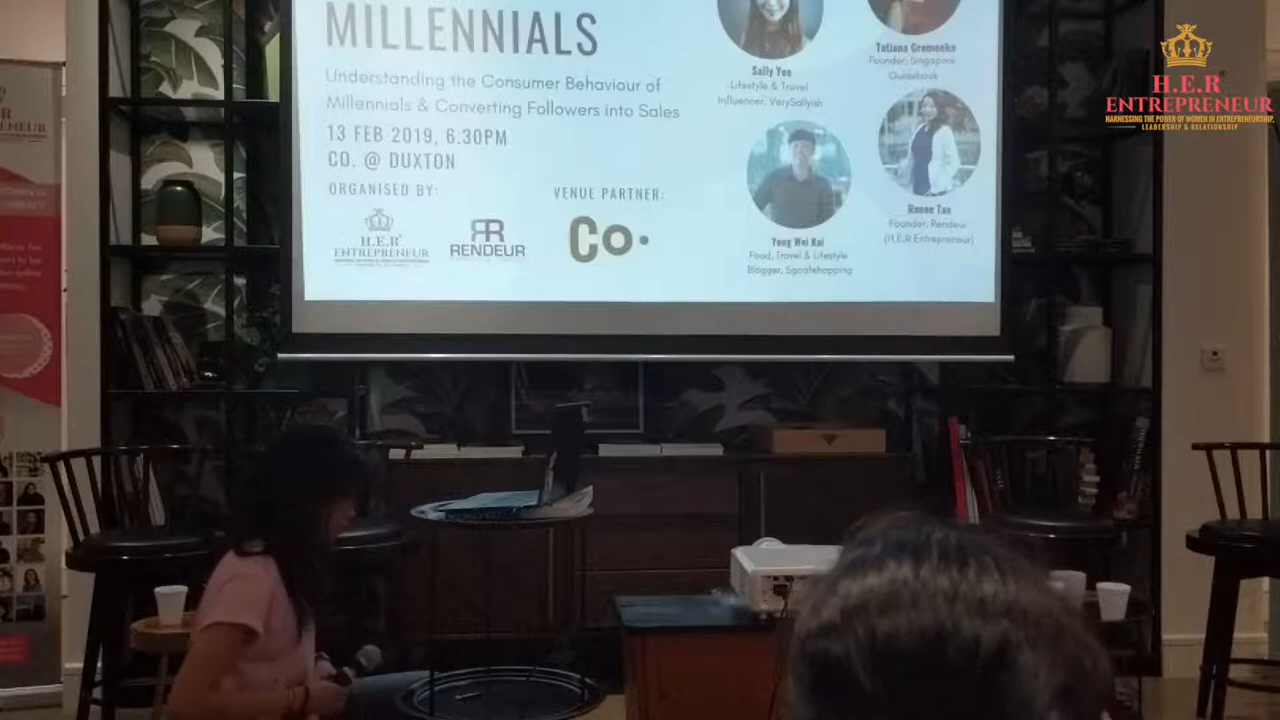 MILLENNIALS
Understanding the Consumer Behaviour of
Millennials & Converting Followers into Sales
13 FEB 2019, 6.30PM
CO. @ DUXTON
ORGANISED BY:
H.E.R
ENTREPRENEUR
RENDEUR
VENUE PARTNER:
Co.
Sally Yee
Lifestyle & Travel
Influencer, VerySallyish
Tatiana Gromenko
Founder, Singapore
Guidebook
Yong Wei Kai
Food, Travel & Lifestyle
Blogger, Sgcafehopping
Renee Tan
Founder, Rendeur
(H.E.R Entrepreneur)
H.E.R
ENTREPRENEUR
HARNESSING THE POWER OF WOMEN IN ENTREPRENEURSHIP,
LEADERSHIP & RELATIONSHIP